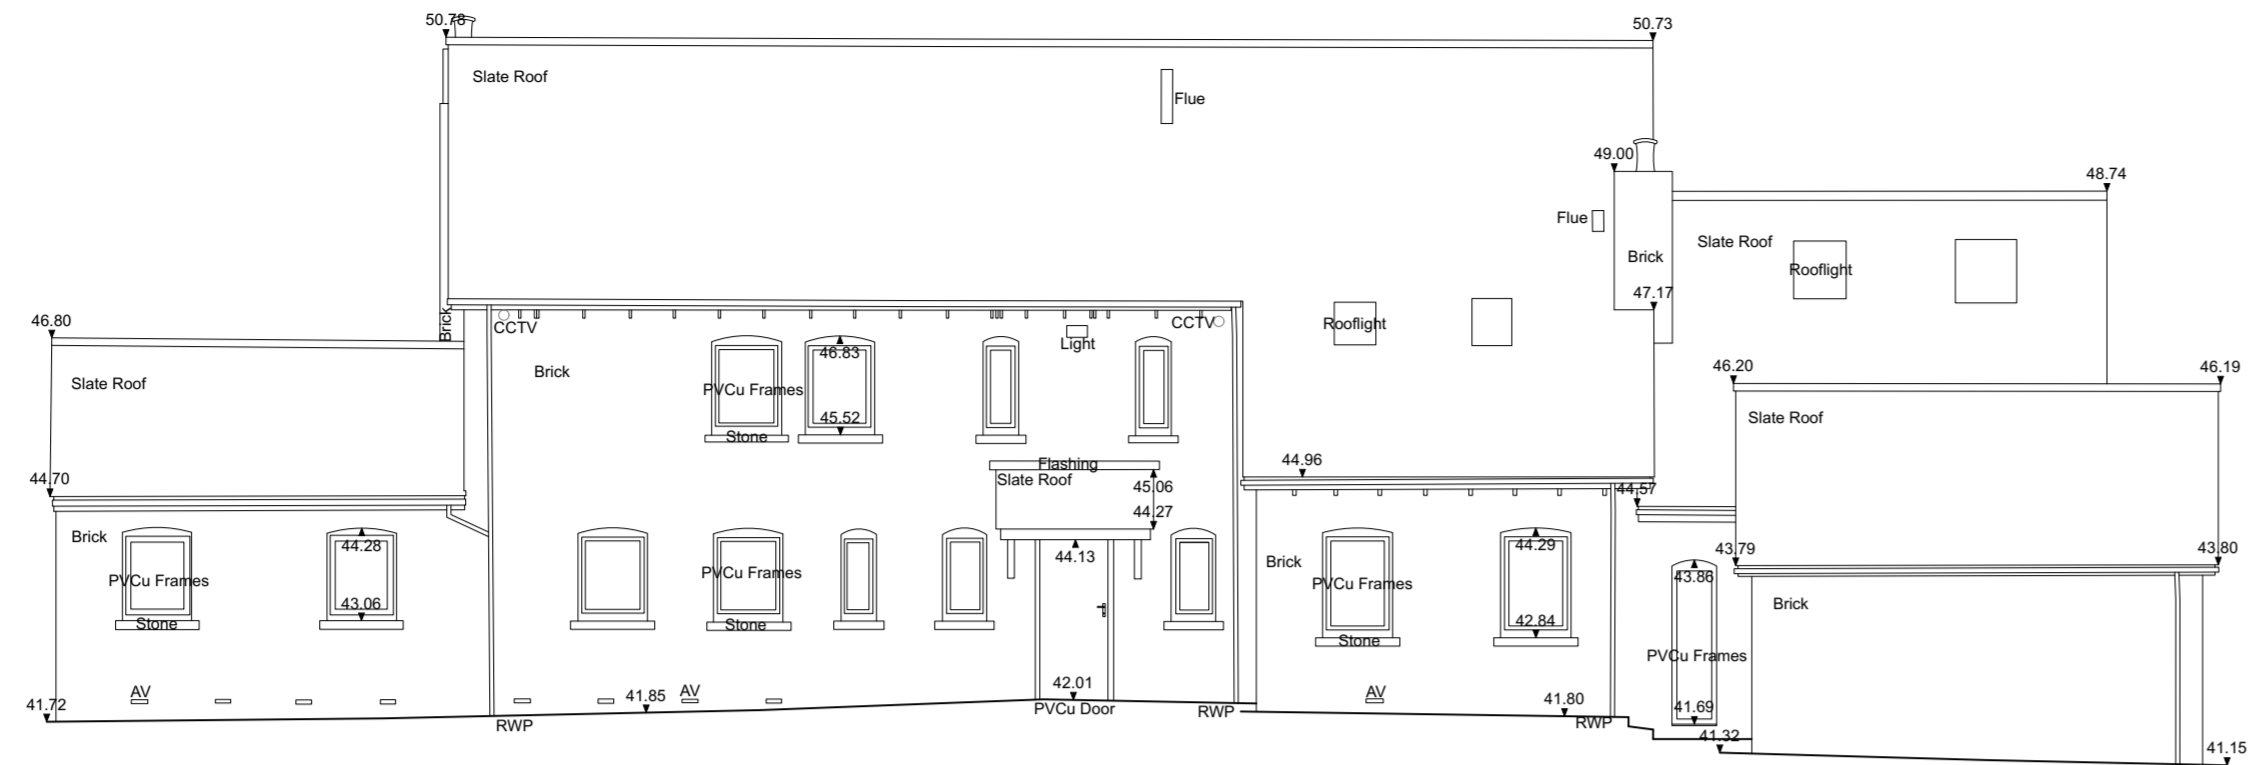 50.78
50.73
Slate Roof
Flue
49.00
48.74
Flue
Slate Roof
Brick
Rooflight
47.17
46.80
Brick
CCTV
CCTV
Rooflight
Light
46.83
Slate Roof
Brick
PVCu Frames
46.20
46.19
45.52
Slate Roof
Stone
Flashing
44.96
44.70
Slate Roof
45.06
44.57
44.27
Brick
44.28
44.13
44.29
43.79
43.80
Brick
PVCu Frames
PVCu Frames
PVCu Frames
43.86
43.06
Brick
Stone
Stone
42.84
Stone
PVCu Frames
AV
41.85
AV
42.01
AV
41.80
41.69
41.72
PVCu Door
RWP
RWP
RWP
41.32
41.15